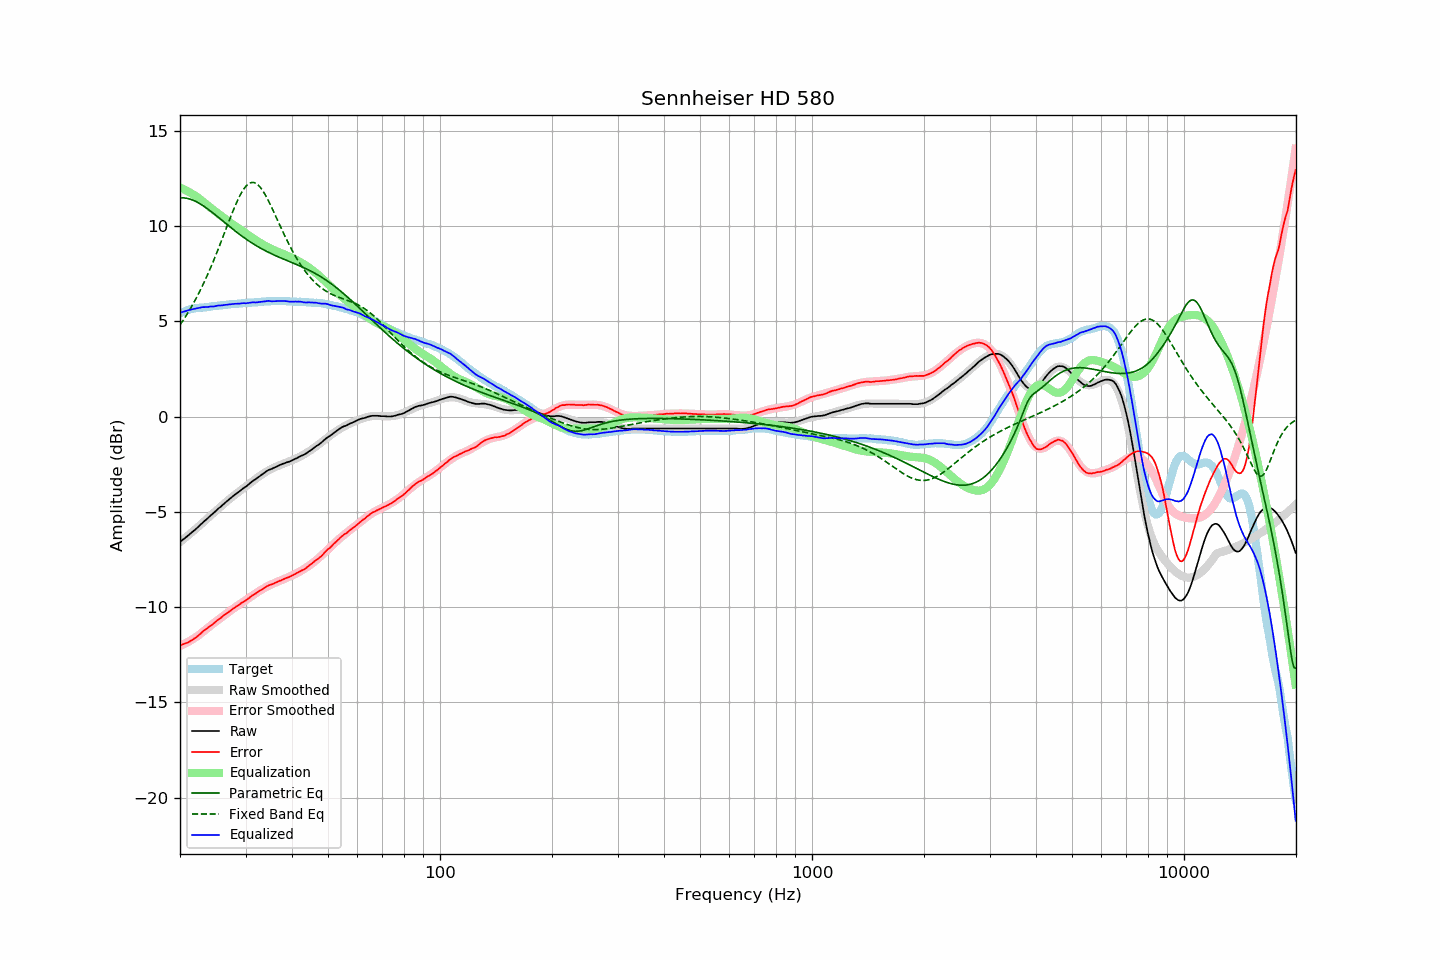 Sennheiser HD 580
15
10
5
0
−5
−10
−15
−20
Amplitude (dBr)
Target
Raw Smoothed
Error Smoothed
Raw
Error
Equalization
Parametric Eq
Fixed Band Eq
Equalized
100
1000
10000
Frequency (Hz)